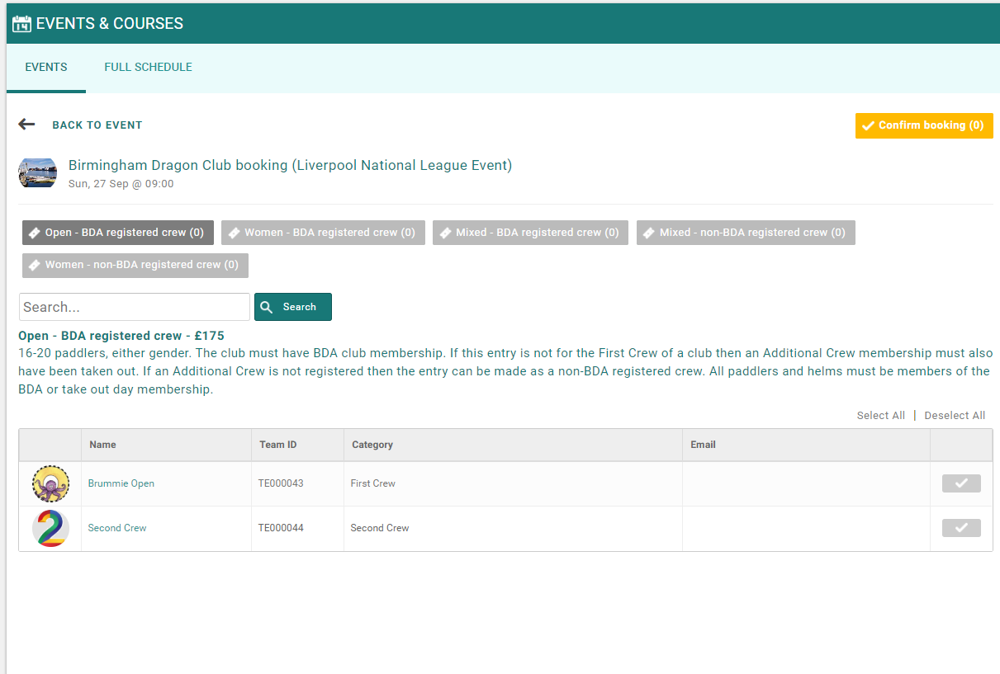 EVENTS & COURSES
EVENTS FULL SCHEDULE
BACK TO EVENT
Confirm booking (0)
Birmingham Dragon Club booking (Liverpool National League Event)
Sun, 27 Sep @ 09:00
Open - BDA registered crew (0) Women - BDA registered crew (0) Mixed - BDA registered crew (0) Mixed - non-BDA registered crew (0)
Women - non-BDA registered crew (0)
Search... Search
Open - BDA registered crew - £175
16-20 paddlers, either gender. The club must have BDA club membership. If this entry is not for the First Crew of a club then an Additional Crew membership must also
have been taken out. If an Additional Crew is not registered then the entry can be made as a non-BDA registered crew. All paddlers and helms must be members of the
BDA or take out day membership.
Select All | Deselect All
Name Team ID Category Email
Brummie Open TE000043 First Crew
2 Second Crew TE000044 Second Crew